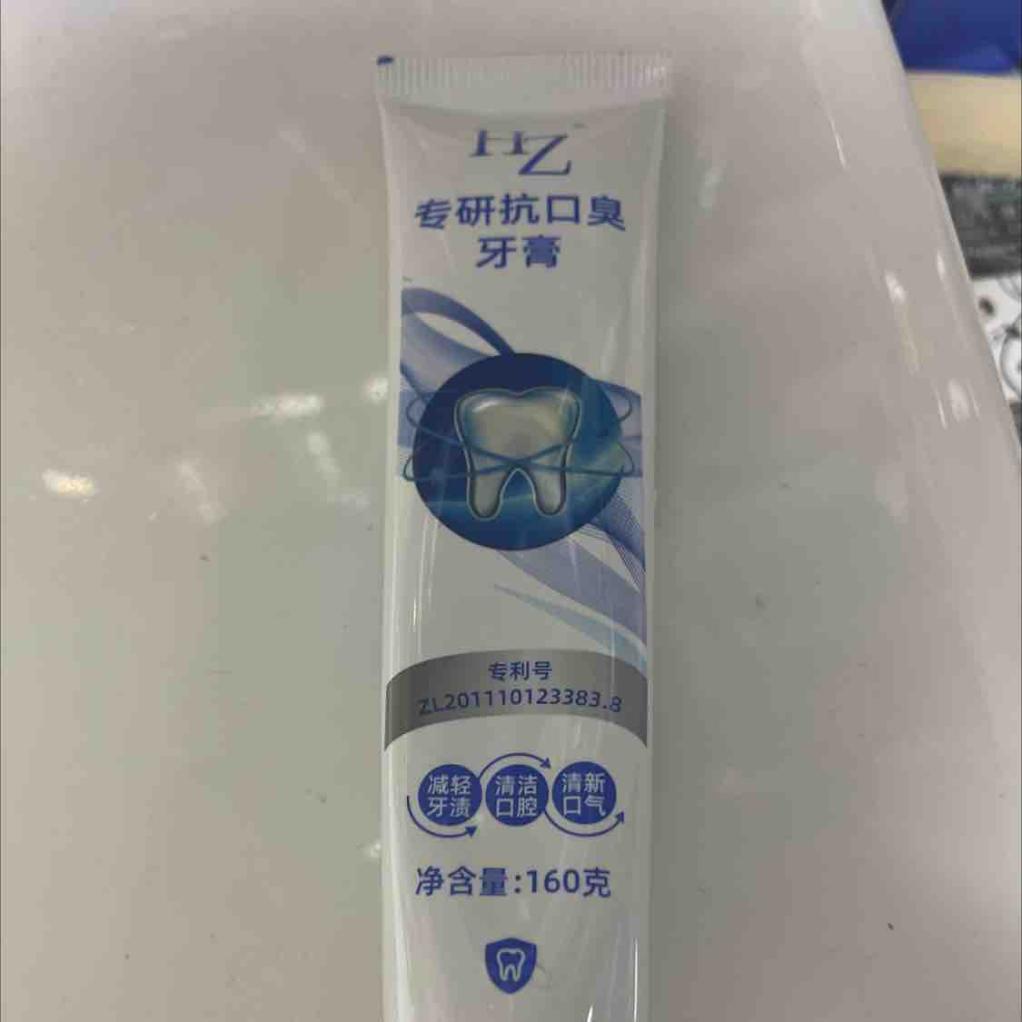 ZH
专研抗口臭
牙膏
专利号
ZL201110123383.8
减轻
牙渍
清洁
口腔
清新
口气
净含量:160克